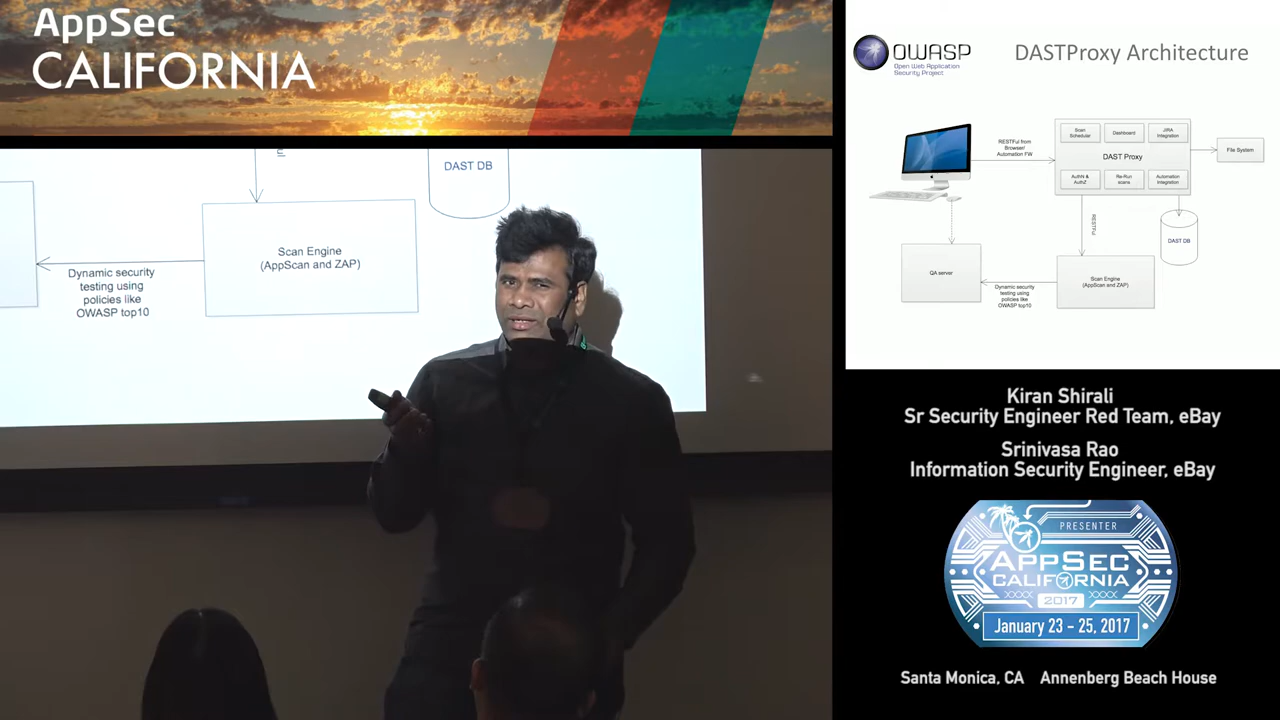 AppSec
CALIFORNIA
DAST DB
Scan Engine
(AppScan and ZAP)
Dynamic security
testing using
policies like
OWASP top10
OWASP
Open Web Application
Security Project
DASTProxy Architecture
RESTFul from
Browser/
Automation FW
Scan
Schedular
Dashboard
JIRA
Integration
DAST Proxy
AuthN &
AuthZ
Re-Run
scans
Automation
Integration
File System
RESTFul
DAST DB
QA server
Dynamic security
testing using
policies like
OWASP top10
Scan Engine
(AppScan and ZAP)
Kiran Shirali
Sr Security Engineer Red Team, eBay
Srinivasa Rao
Information Security Engineer, eBay
PRESENTER
APPSEC
CALIFORNIA
XXXX 2017 XXXX
January 23 - 25, 2017
Santa Monica, CA Annenberg Beach House